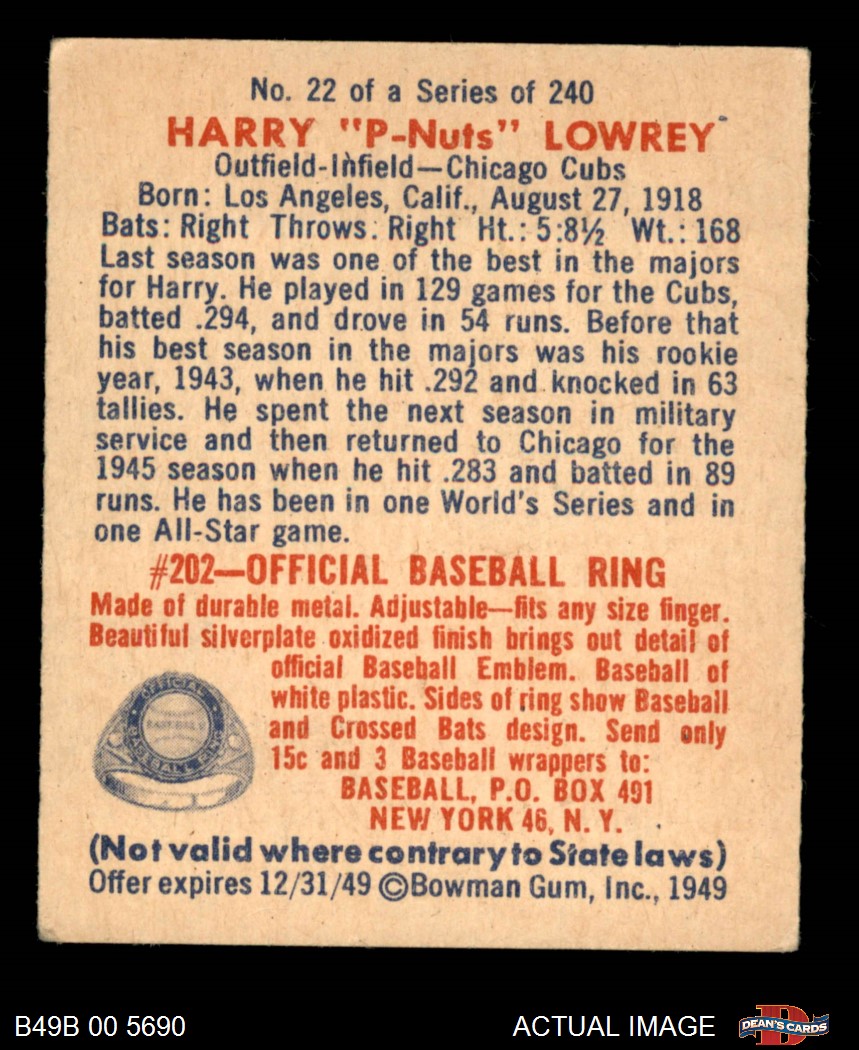 No. 22 of a Series of 240
HARRY "P-Nuts" LOWREY
Outfield-Infield—Chicago Cubs
Born: Los Angeles, Calif., August 27, 1918
Bats: Right Throws: Right Ht.: 5:8½ Wt.: 168
Last season was one of the best in the majors
for Harry. He played in 129 games for the Cubs,
batted .294, and drove in 54 runs. Before that
his best season in the majors was his rookie
year, 1943, when he hit .292 and knocked in 63
tallies. He spent the next season in military
service and then returned to Chicago for the
1945 season when he hit .283 and batted in 89
runs. He has been in one World's Series and in
one All-Star game.
#202—OFFICIAL BASEBALL RING
Made of durable metal. Adjustable—fits any size finger.
Beautiful silverplate oxidized finish brings out detail of
official Baseball Emblem. Baseball of
white plastic. Sides of ring show Baseball
and Crossed Bats design. Send only
15c and 3 Baseball wrappers to:
BASEBALL, P.O. BOX 491
NEW YORK 46, N. Y.
OFFICIAL
BASEBALL RING
(Not valid where contrary to State laws)
Offer expires 12/31/49 ©Bowman Gum, Inc., 1949
B49B 00 5690
ACTUAL IMAGE
DEAN'S CARDS